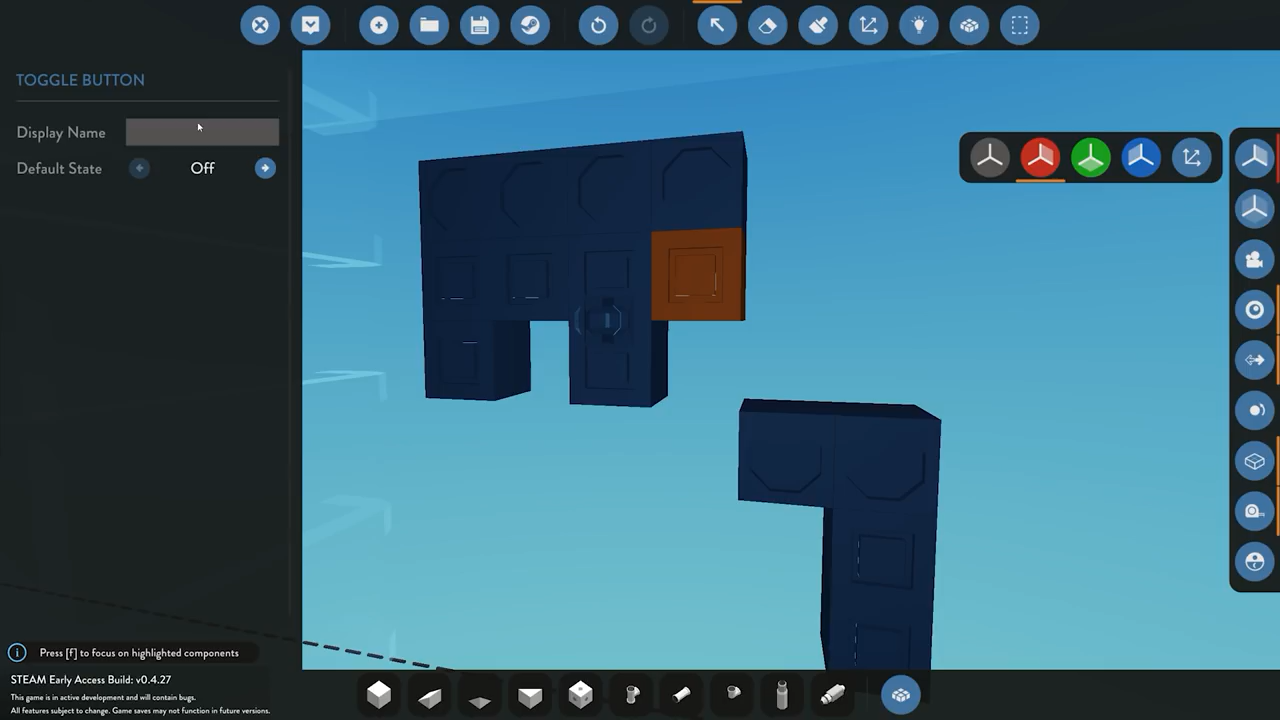 TOGGLE BUTTON
Display Name
Default State Off
Press [f] to focus on highlighted components
STEAM Early Access Build: v0.4.27
This game is in active development and will contain bugs.
All features subject to change. Game saves may not function in future versions.